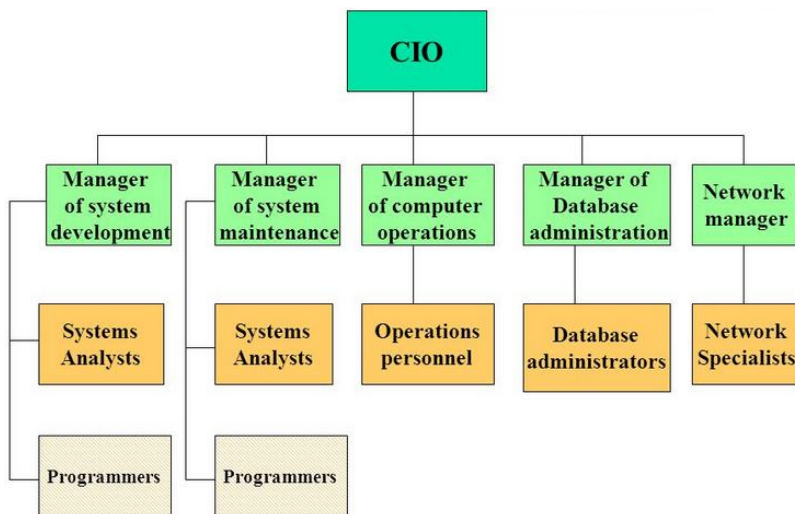 CIO
Manager
of system
development
Manager
of system
maintenance
Manager
of computer
operations
Manager of
Database
administration
Network
manager
Systems
Analysts
Systems
Analysts
Operations
personnel
Database
administrators
Network
Specialists
Programmers
Programmers